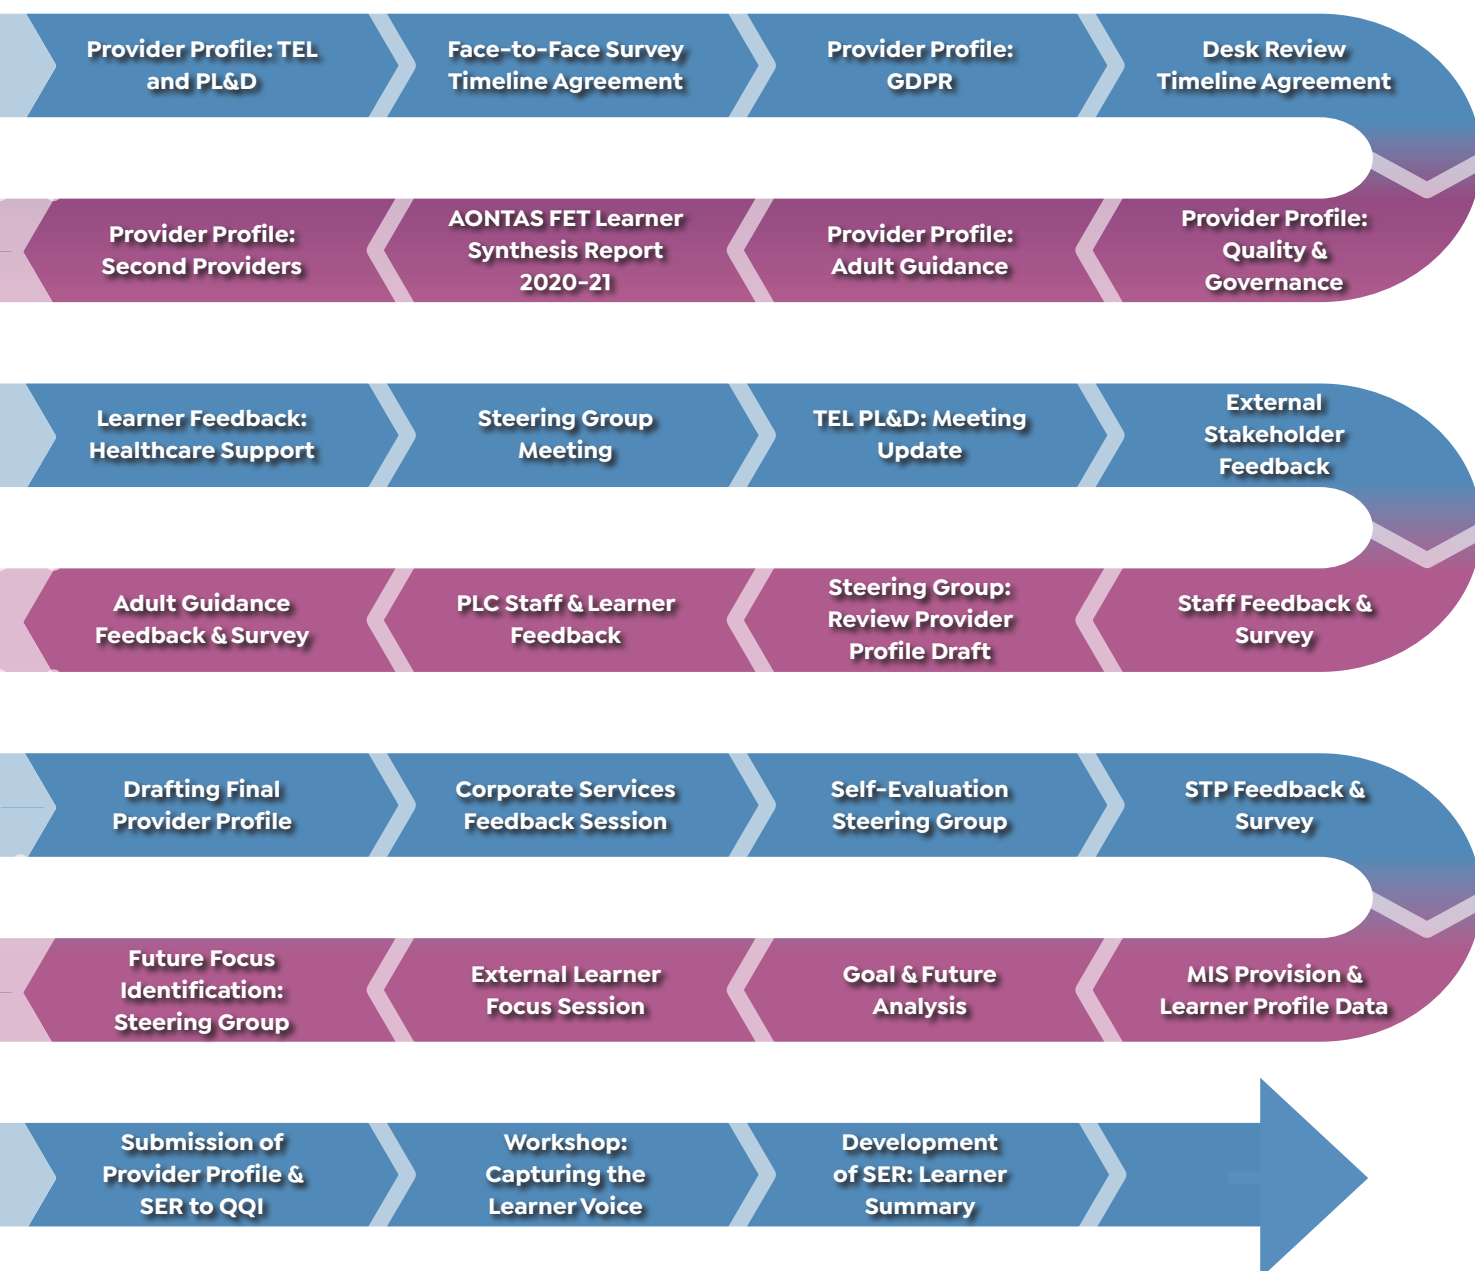 Provider Profile: TEL
and PL&D
Face-to-Face Survey
Timeline Agreement
Provider Profile:
GDPR
Desk Review
Timeline Agreement
Provider Profile:
Quality &
Governance
Provider Profile:
Adult Guidance
AONTAS FET Learner
Synthesis Report
2020-21
Provider Profile:
Second Providers
Learner Feedback:
Healthcare Support
Steering Group
Meeting
TEL PL&D: Meeting
Update
External
Stakeholder
Feedback
Staff Feedback &
Survey
Steering Group:
Review Provider
Profile Draft
PLC Staff & Learner
Feedback
Adult Guidance
Feedback & Survey
Drafting Final
Provider Profile
Corporate Services
Feedback Session
Self-Evaluation
Steering Group
STP Feedback &
Survey
MIS Provision &
Learner Profile Data
Goal & Future
Analysis
External Learner
Focus Session
Future Focus
Identification:
Steering Group
Submission of
Provider Profile &
SER to QQI
Workshop:
Capturing the
Learner Voice
Development
of SER: Learner
Summary